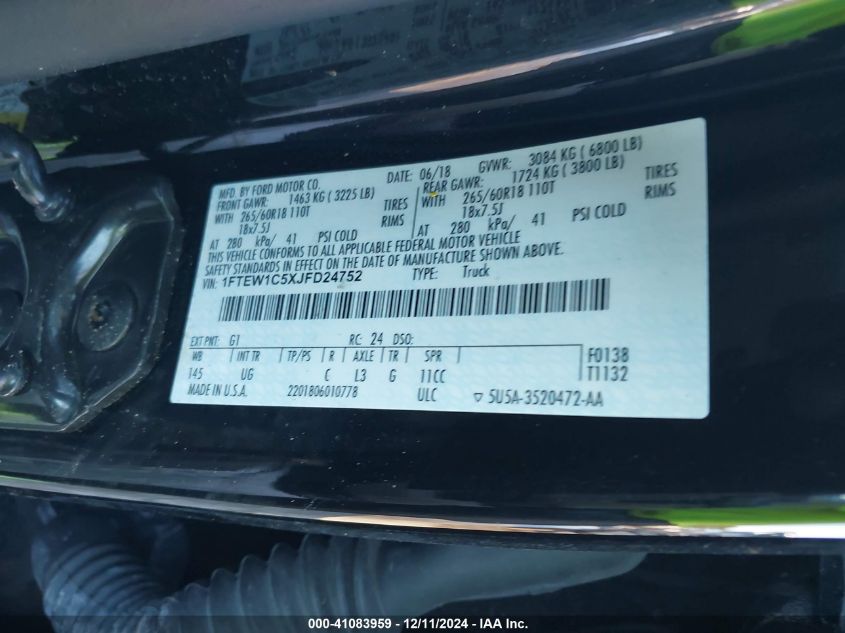 MFD. BY FORD MOTOR CO. DATE: 06/18 GVWR: 3084 KG ( 6800 LB)
FRONT GAWR: 1463 KG ( 3225 LB) REAR GAWR: 1724 KG ( 3800 LB)
WITH 265/60R18 110T TIRES WITH 265/60R18 110T TIRES
18x7.5J RIMS 18x7.5J RIMS
AT 280 kPa/ 41 PSI COLD AT 280 kPa/ 41 PSI COLD
THIS VEHICLE CONFORMS TO ALL APPLICABLE FEDERAL MOTOR VEHICLE
SAFETY STANDARDS IN EFFECT ON THE DATE OF MANUFACTURE SHOWN ABOVE.
VIN: 1FTEW1C5XJFD24752 TYPE: Truck
EXT PNT: G1 RC: 24 DSO: F0138
WB INT TR TP/PS R AXLE TR SPR T1132
145 UG C L3 G 11CC
MADE IN U.S.A. 2201806010778 ULC ▽ 5U5A-3520472-AA
000-41083959 - 12/11/2024 - IAA Inc.